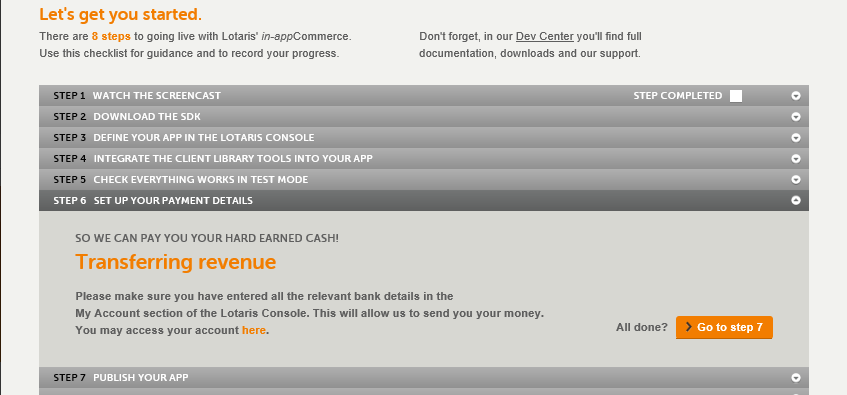 Let's get you started.
There are 8 steps to going live with Lotaris' in-appCommerce.
Use this checklist for guidance and to record your progress.
Don't forget, in our Dev Center you'll find full
documentation, downloads and our support.
STEP 1 WATCH THE SCREENCAST STEP COMPLETED
STEP 2 DOWNLOAD THE SDK
STEP 3 DEFINE YOUR APP IN THE LOTARIS CONSOLE
STEP 4 INTEGRATE THE CLIENT LIBRARY TOOLS INTO YOUR APP
STEP 5 CHECK EVERYTHING WORKS IN TEST MODE
STEP 6 SET UP YOUR PAYMENT DETAILS
SO WE CAN PAY YOU YOUR HARD EARNED CASH!
Transferring revenue
Please make sure you have entered all the relevant bank details in the
My Account section of the Lotaris Console. This will allow us to send you your money.
You may access your account here.
All done? Go to step 7
STEP 7 PUBLISH YOUR APP